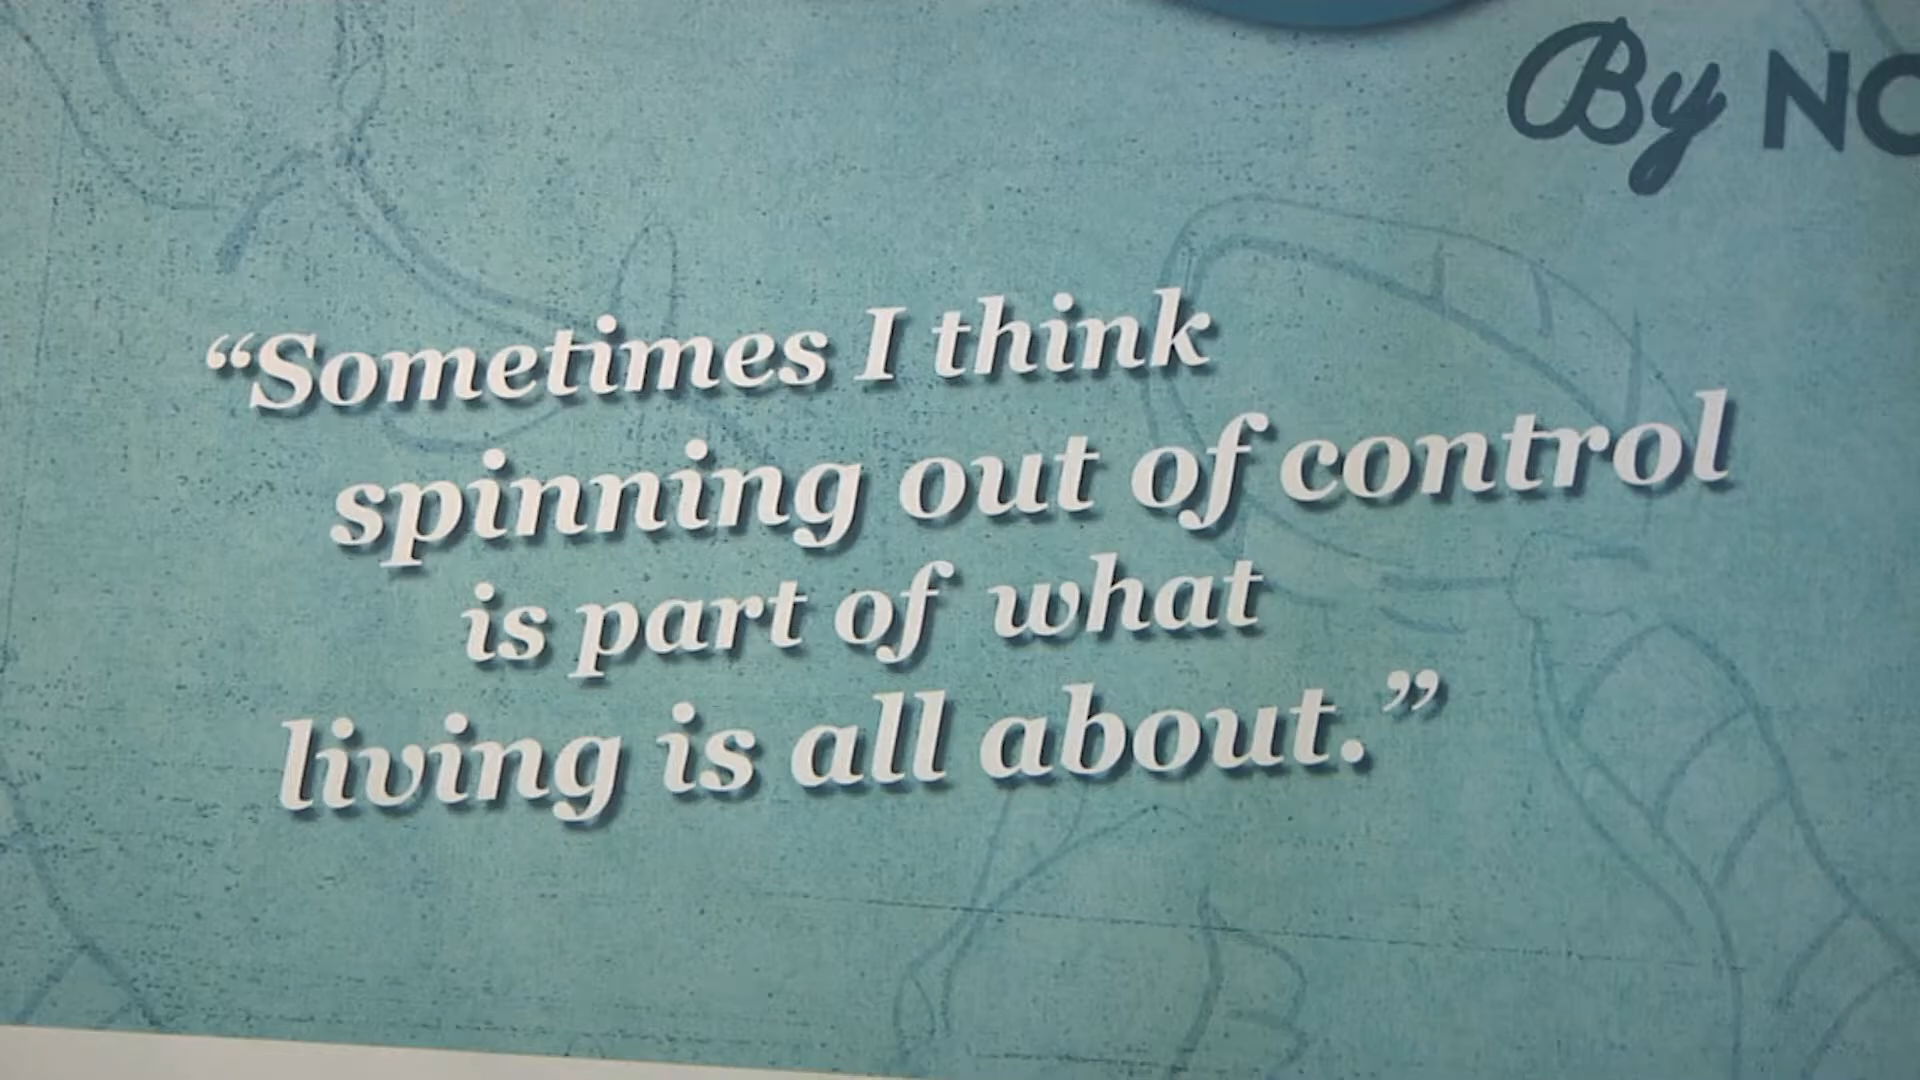 By
“Sometimes I think
spinning out of control
is part of what
living is all about.”